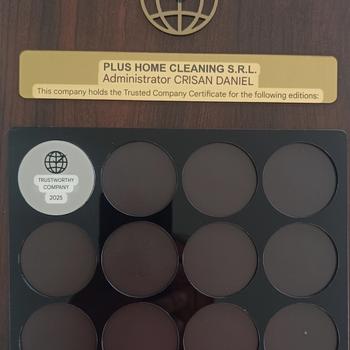 PLUS HOME CLEANING S.R.L.
Administrator CRISAN DANIEL
This company holds the Trusted Company Certificate for the following editions:
TRUSTWORTHY
COMPANY
2025